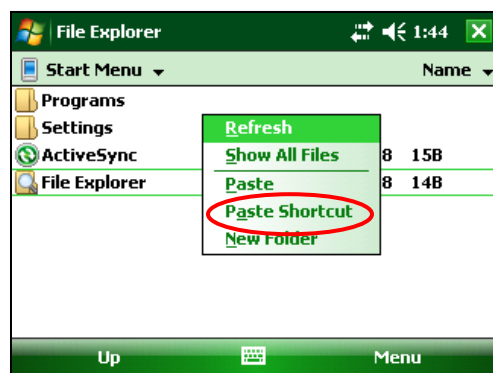 File Explorer 1:44
Start Menu Name
Programs
Settings
ActiveSync 8 15B
File Explorer 8 14B
Refresh
Show All Files
Paste
Paste Shortcut
New Folder
Up Menu